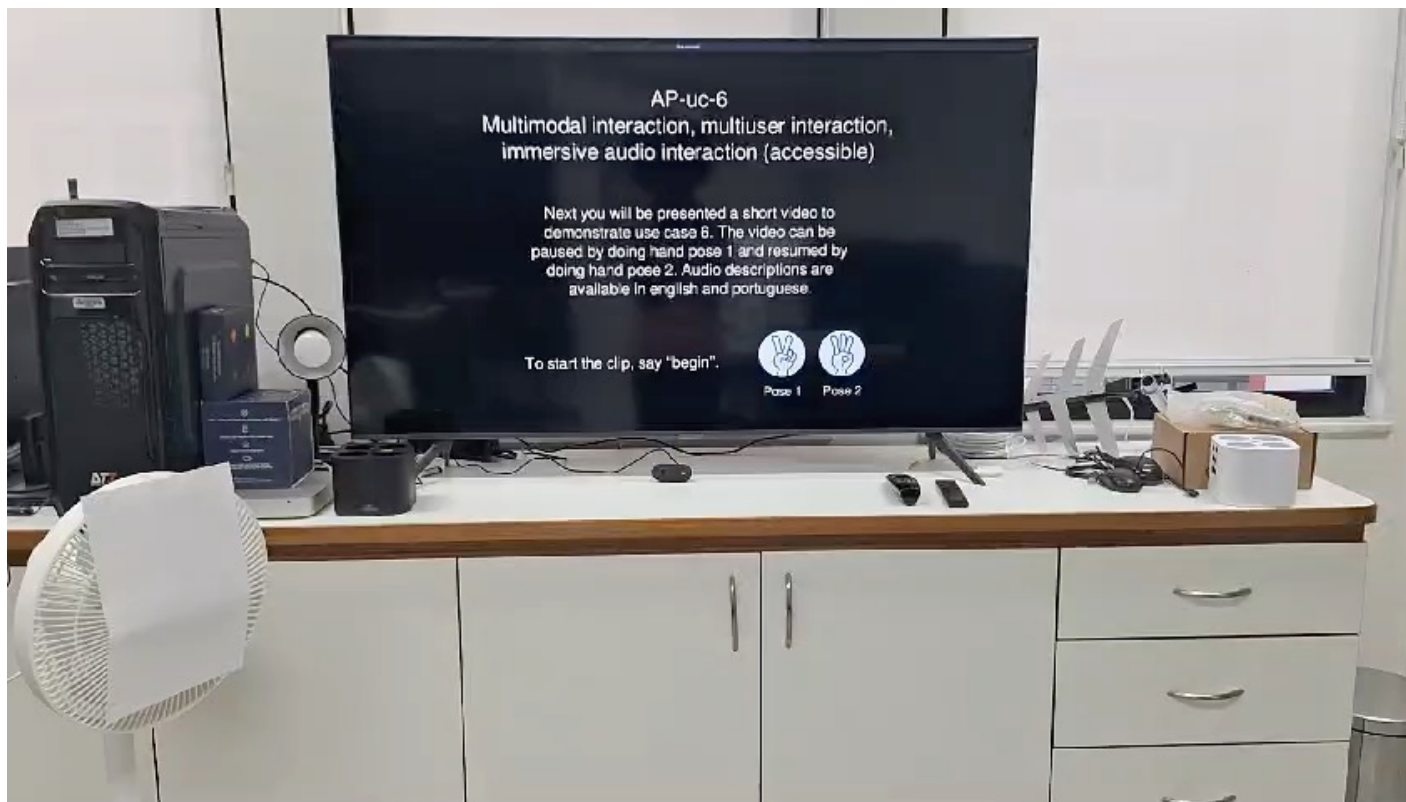 AP-uc-6
Multimodal interaction, multiuser interaction,
immersive audio interaction (accessible)
Next you will be presented a short video to
demonstrate use case 6. The video can be
paused by doing hand pose 1 and resumed by
doing hand pose 2. Audio descriptions are
available in english and portuguese.
To start the clip, say "begin".
Pose 1
Pose 2